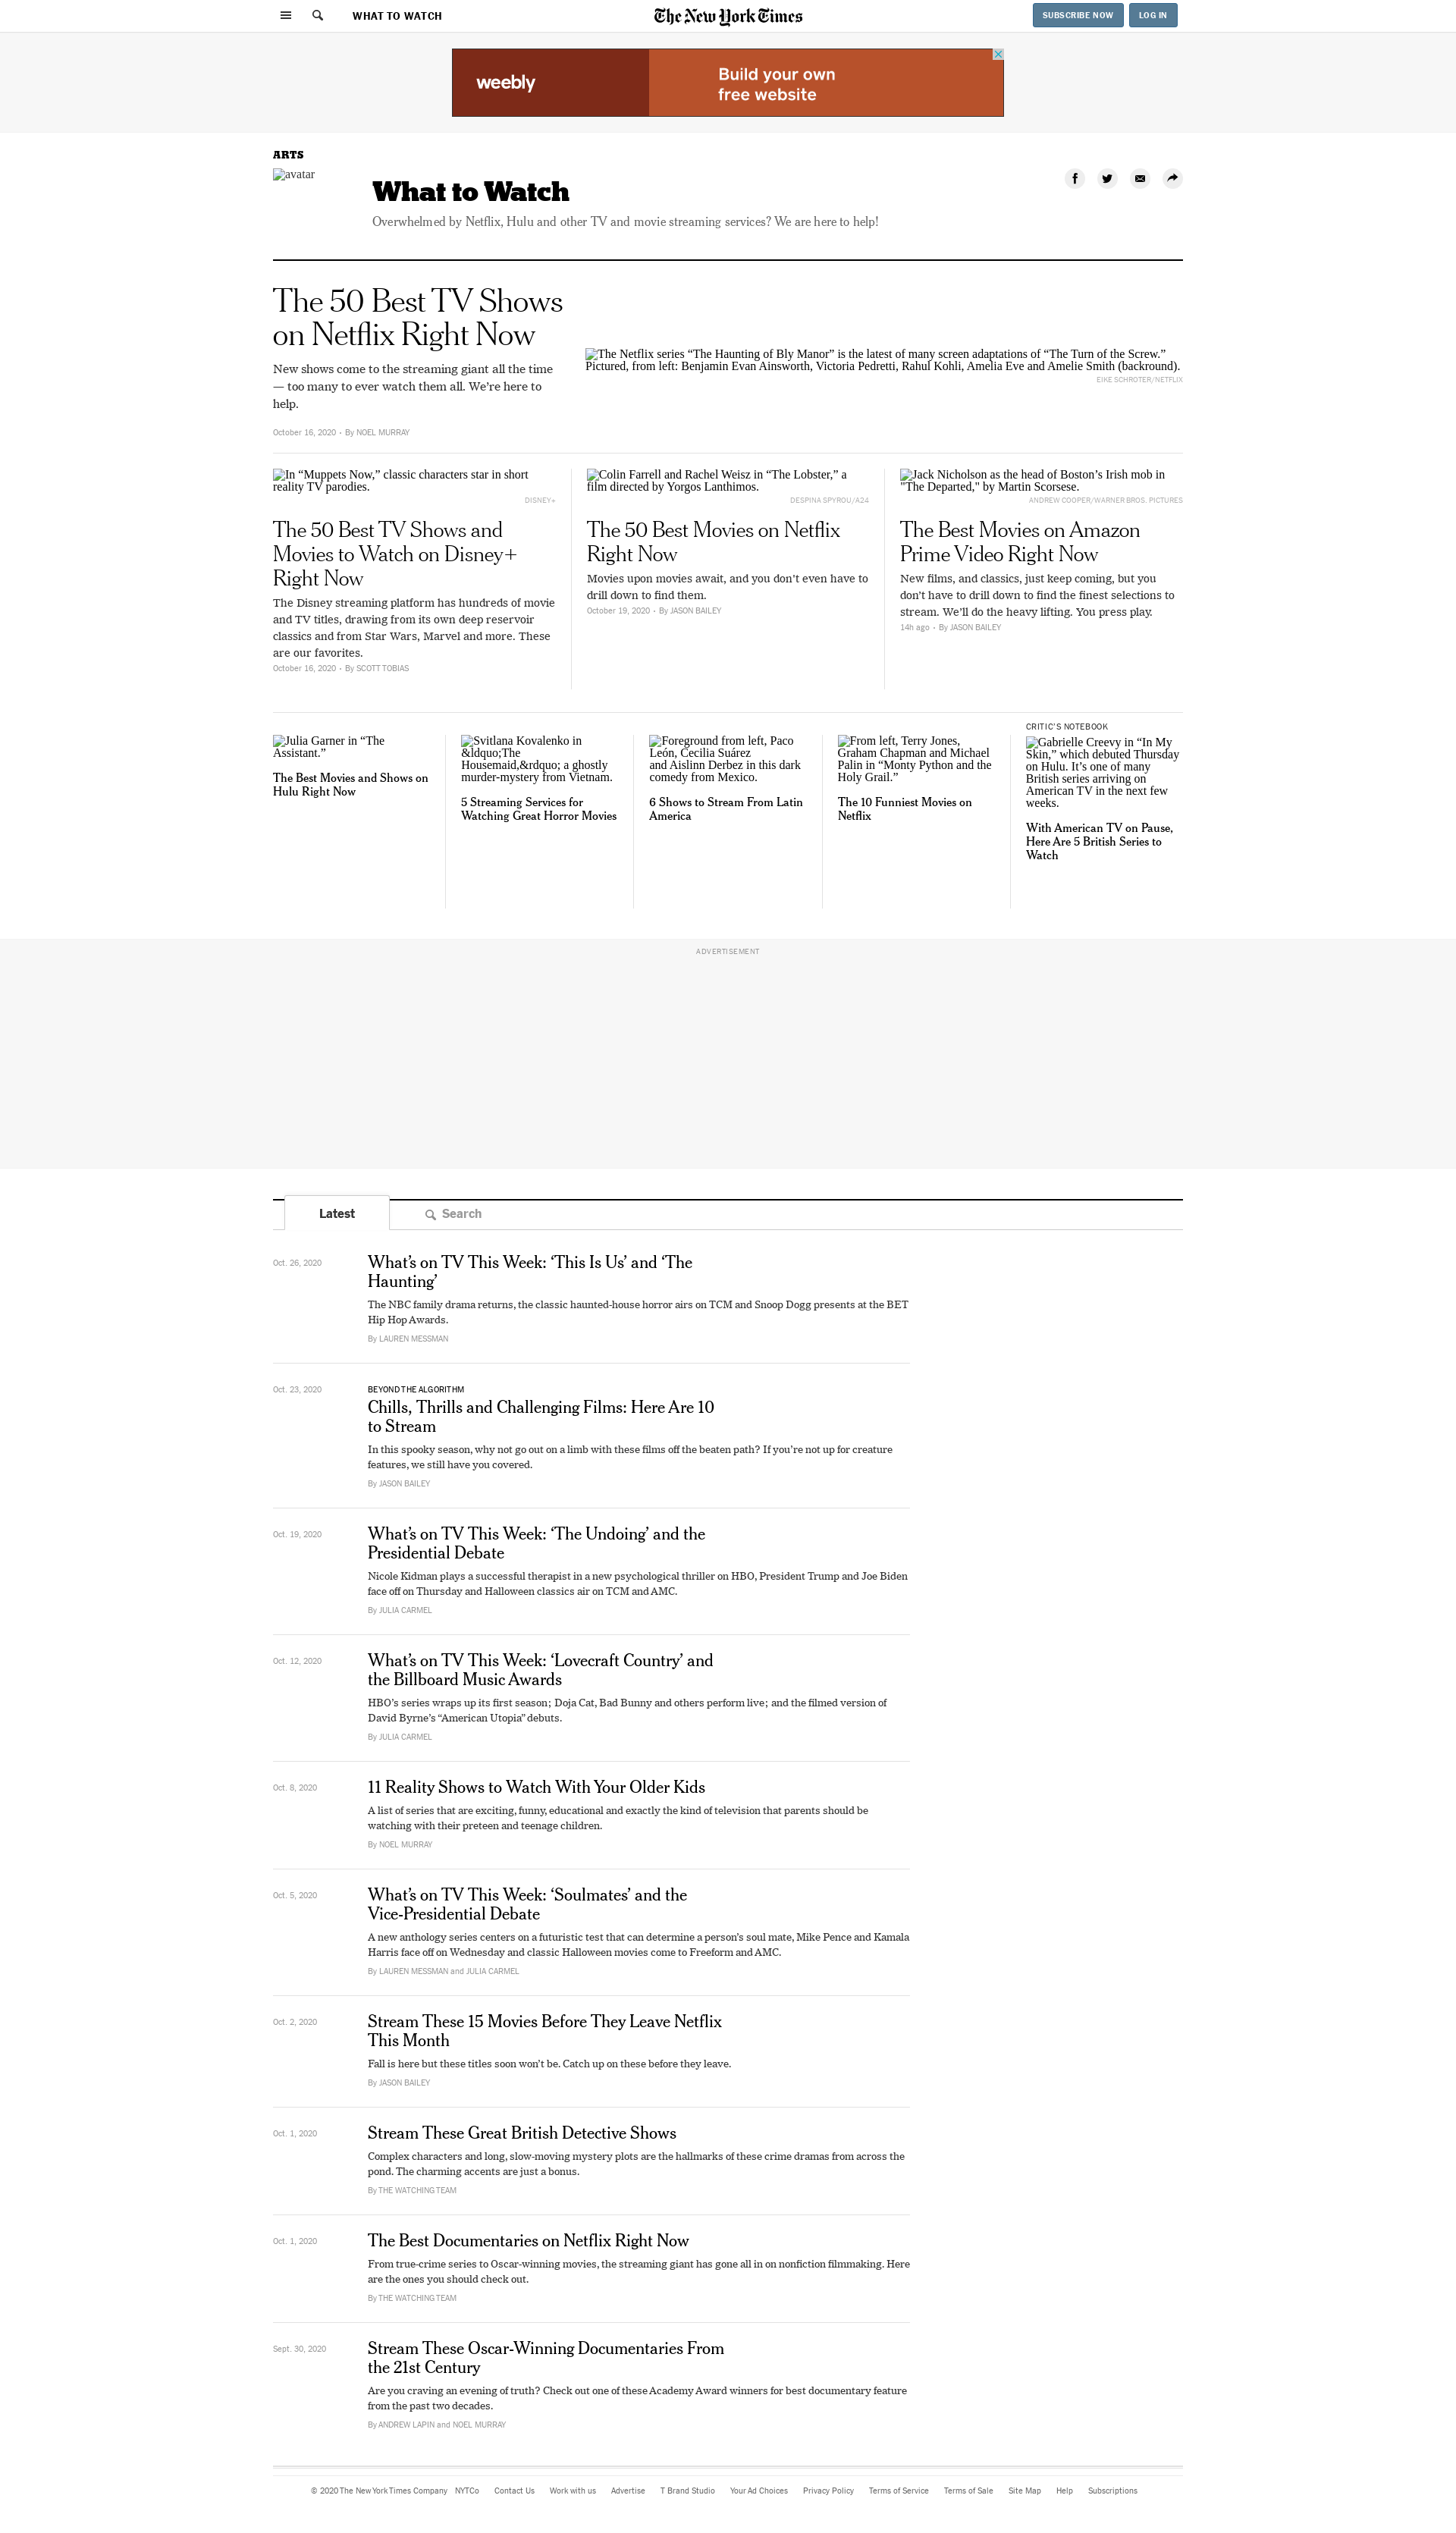 WHAT TO WATCH
The New York Times
SUBSCRIBE NOW
LOG IN
weebly
Build your own
free website
ARTS
avatar
What to Watch
Overwhelmed by Netflix, Hulu and other TV and movie streaming services? We are here to help!
The 50 Best TV Shows
on Netflix Right Now
New shows come to the streaming giant all the time
— too many to ever watch them all. We’re here to
help.
October 16, 2020 • By NOEL MURRAY
The Netflix series “The Haunting of Bly Manor” is the latest of many screen adaptations of “The Turn of the Screw.”
Pictured, from left: Benjamin Evan Ainsworth, Victoria Pedretti, Rahul Kohli, Amelia Eve and Amelie Smith (backround).
EIKE SCHROTER/NETFLIX
In “Muppets Now,” classic characters star in short
reality TV parodies.
DISNEY+
The 50 Best TV Shows and
Movies to Watch on Disney+
Right Now
The Disney streaming platform has hundreds of movie
and TV titles, drawing from its own deep reservoir
classics and from Star Wars, Marvel and more. These
are our favorites.
October 16, 2020 • By SCOTT TOBIAS
Colin Farrell and Rachel Weisz in “The Lobster,” a
film directed by Yorgos Lanthimos.
DESPINA SPYROU/A24
The 50 Best Movies on Netflix
Right Now
Movies upon movies await, and you don’t even have to
drill down to find them.
October 19, 2020 • By JASON BAILEY
Jack Nicholson as the head of Boston’s Irish mob in
"The Departed," by Martin Scorsese.
ANDREW COOPER/WARNER BROS. PICTURES
The Best Movies on Amazon
Prime Video Right Now
New films, and classics, just keep coming, but you
don’t have to drill down to find the finest selections to
stream. We’ll do the heavy lifting. You press play.
14h ago • By JASON BAILEY
Julia Garner in “The
Assistant.”
The Best Movies and Shows on
Hulu Right Now
Svitlana Kovalenko in
&ldquo;The
Housemaid,&rdquo; a ghostly
murder-mystery from Vietnam.
5 Streaming Services for
Watching Great Horror Movies
Foreground from left, Paco
León, Cecilia Suárez
and Aislinn Derbez in this dark
comedy from Mexico.
6 Shows to Stream From Latin
America
From left, Terry Jones,
Graham Chapman and Michael
Palin in “Monty Python and the
Holy Grail.”
The 10 Funniest Movies on
Netflix
CRITIC’S NOTEBOOK
Gabrielle Creevy in “In My
Skin,” which debuted Thursday
on Hulu. It’s one of many
British series arriving on
American TV in the next few
weeks.
With American TV on Pause,
Here Are 5 British Series to
Watch
ADVERTISEMENT
Latest
Search
Oct. 26, 2020
What’s on TV This Week: ‘This Is Us’ and ‘The
Haunting’
The NBC family drama returns, the classic haunted-house horror airs on TCM and Snoop Dogg presents at the BET
Hip Hop Awards.
By LAUREN MESSMAN
Oct. 23, 2020
BEYOND THE ALGORITHM
Chills, Thrills and Challenging Films: Here Are 10
to Stream
In this spooky season, why not go out on a limb with these films off the beaten path? If you’re not up for creature
features, we still have you covered.
By JASON BAILEY
Oct. 19, 2020
What’s on TV This Week: ‘The Undoing’ and the
Presidential Debate
Nicole Kidman plays a successful therapist in a new psychological thriller on HBO, President Trump and Joe Biden
face off on Thursday and Halloween classics air on TCM and AMC.
By JULIA CARMEL
Oct. 12, 2020
What’s on TV This Week: ‘Lovecraft Country’ and
the Billboard Music Awards
HBO’s series wraps up its first season; Doja Cat, Bad Bunny and others perform live; and the filmed version of
David Byrne’s “American Utopia” debuts.
By JULIA CARMEL
Oct. 8, 2020
11 Reality Shows to Watch With Your Older Kids
A list of series that are exciting, funny, educational and exactly the kind of television that parents should be
watching with their preteen and teenage children.
By NOEL MURRAY
Oct. 5, 2020
What’s on TV This Week: ‘Soulmates’ and the
Vice-Presidential Debate
A new anthology series centers on a futuristic test that can determine a person’s soul mate, Mike Pence and Kamala
Harris face off on Wednesday and classic Halloween movies come to Freeform and AMC.
By LAUREN MESSMAN and JULIA CARMEL
Oct. 2, 2020
Stream These 15 Movies Before They Leave Netflix
This Month
Fall is here but these titles soon won’t be. Catch up on these before they leave.
By JASON BAILEY
Oct. 1, 2020
Stream These Great British Detective Shows
Complex characters and long, slow-moving mystery plots are the hallmarks of these crime dramas from across the
pond. The charming accents are just a bonus.
By THE WATCHING TEAM
Oct. 1, 2020
The Best Documentaries on Netflix Right Now
From true-crime series to Oscar-winning movies, the streaming giant has gone all in on nonfiction filmmaking. Here
are the ones you should check out.
By THE WATCHING TEAM
Sept. 30, 2020
Stream These Oscar-Winning Documentaries From
the 21st Century
Are you craving an evening of truth? Check out one of these Academy Award winners for best documentary feature
from the past two decades.
By ANDREW LAPIN and NOEL MURRAY
© 2020 The New York Times Company NYTCo Contact Us Work with us Advertise T Brand Studio Your Ad Choices Privacy Policy Terms of Service Terms of Sale Site Map Help Subscriptions